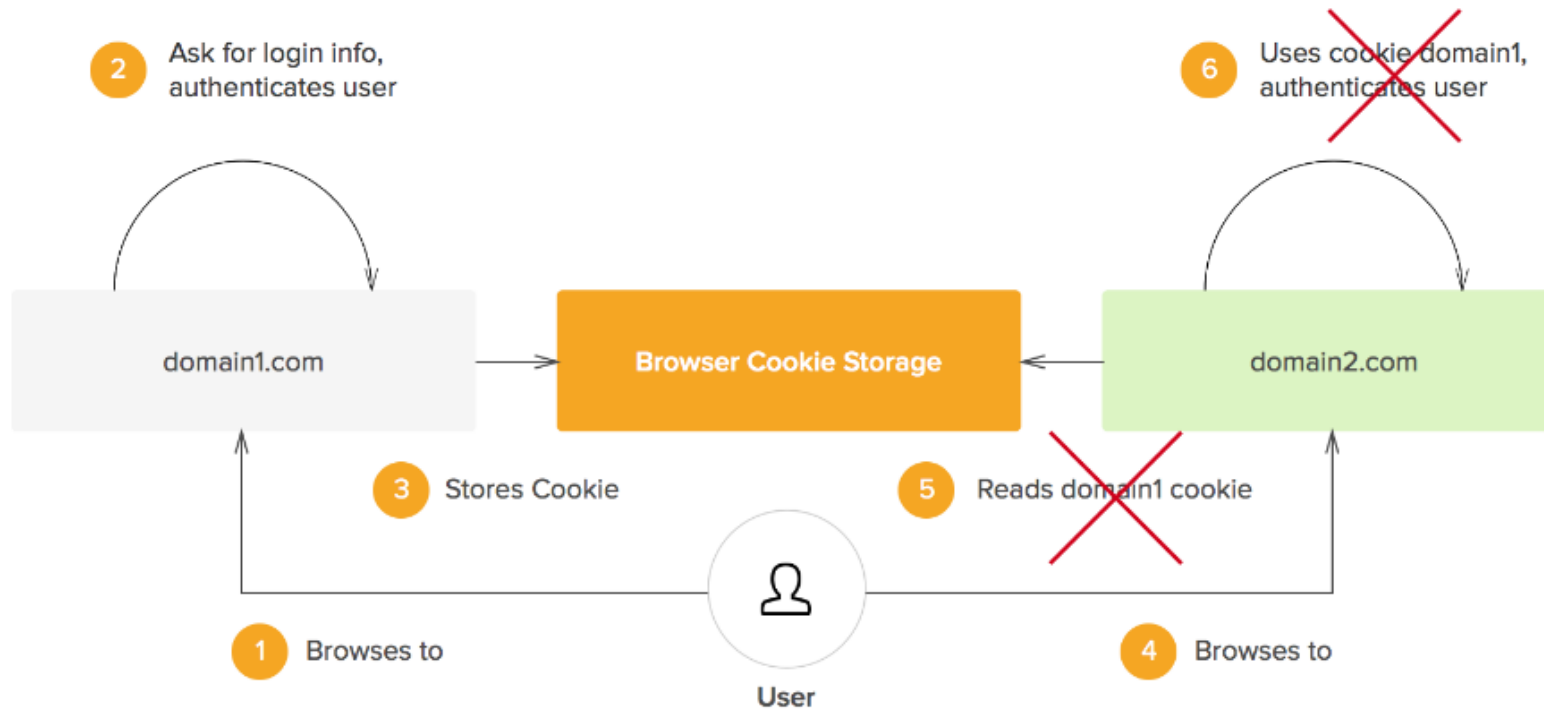 2
Ask for login info,
authenticates user
6
Uses cookie domain1,
authenticates user
domain1.com
Browser Cookie Storage
domain2.com
3
Stores Cookie
5
Reads domain1 cookie
1
Browses to
4
Browses to
User